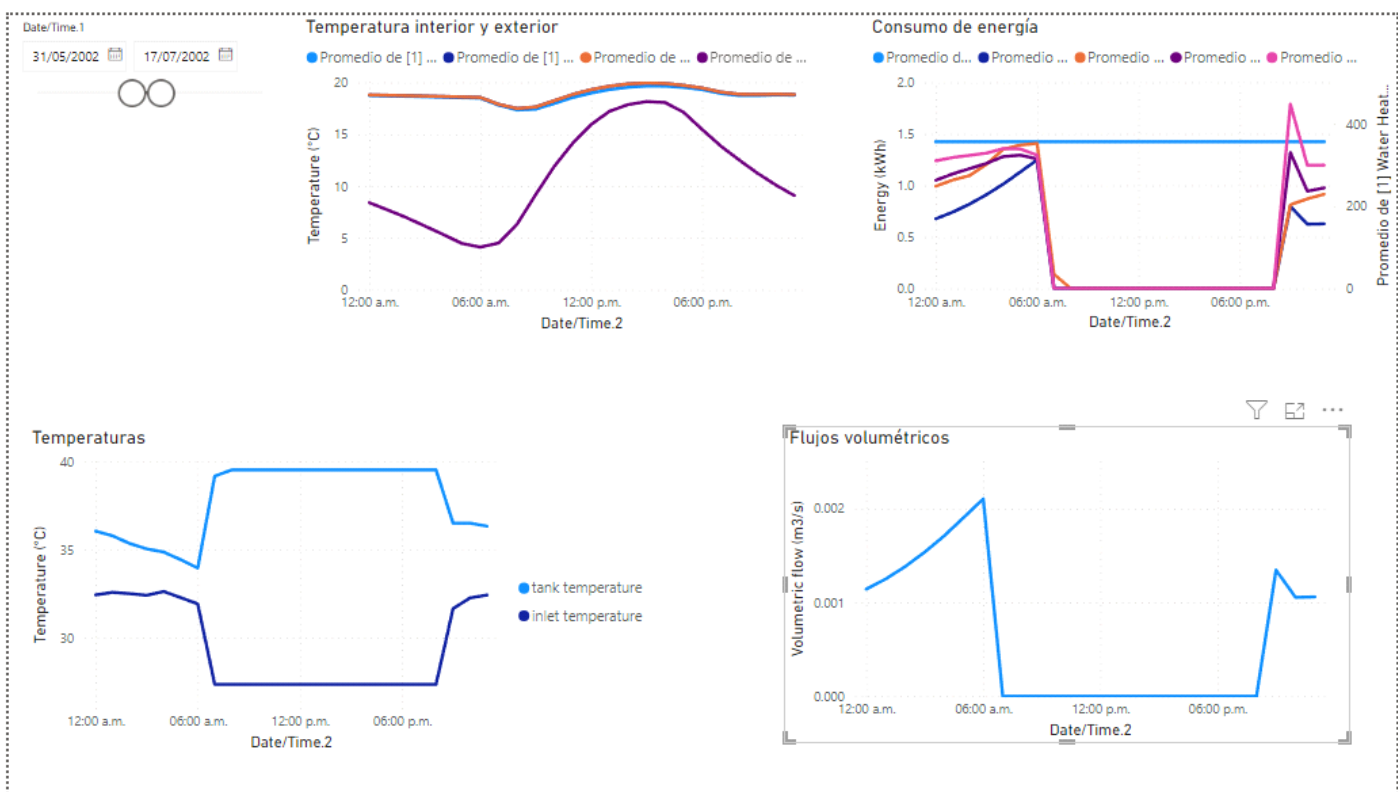 Date/Time.1
31/05/2002 17/07/2002
Temperatura interior y exterior
Promedio de [1] ... Promedio de [1] ... Promedio de ... Promedio de ...
Temperature (°C)
20
15
10
5
0
12:00 a.m. 06:00 a.m. 12:00 p.m. 06:00 p.m.
Date/Time.2
Consumo de energía
Promedio d... Promedio ... Promedio ... Promedio ... Promedio ...
Energy (kWh)
2.0
1.5
1.0
0.5
0.0
400
200
0
Promedio de [1] Water Heat...
12:00 a.m. 06:00 a.m. 12:00 p.m. 06:00 p.m.
Date/Time.2
Temperaturas
Temperature (°C)
40
35
30
12:00 a.m. 06:00 a.m. 12:00 p.m. 06:00 p.m.
Date/Time.2
tank temperature
inlet temperature
Flujos volumétricos
Volumetric flow (m3/s)
0.002
0.001
0.000
12:00 a.m. 06:00 a.m. 12:00 p.m. 06:00 p.m.
Date/Time.2